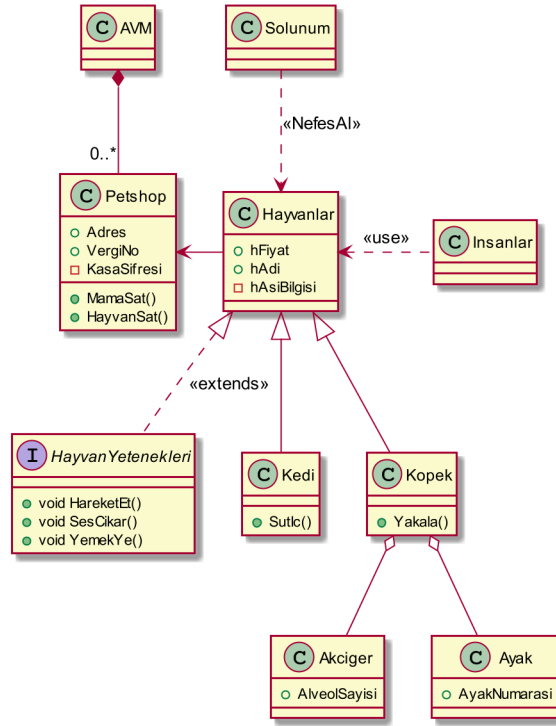 C AVM
C Solunum
«NefesAl»
0..*
C Petshop
Adres
VergiNo
KasaSifresi
MamaSat()
HayvanSat()
C Hayvanlar
hFiyat
hAdi
hAsiBilgisi
«use»
C Insanlar
«extends»
I HayvanYetenekleri
void HareketEt()
void SesCikar()
void YemekYe()
C Kedi
SutIc()
C Kopek
Yakala()
C Akciger
AlveolSayisi
C Ayak
AyakNumarasi